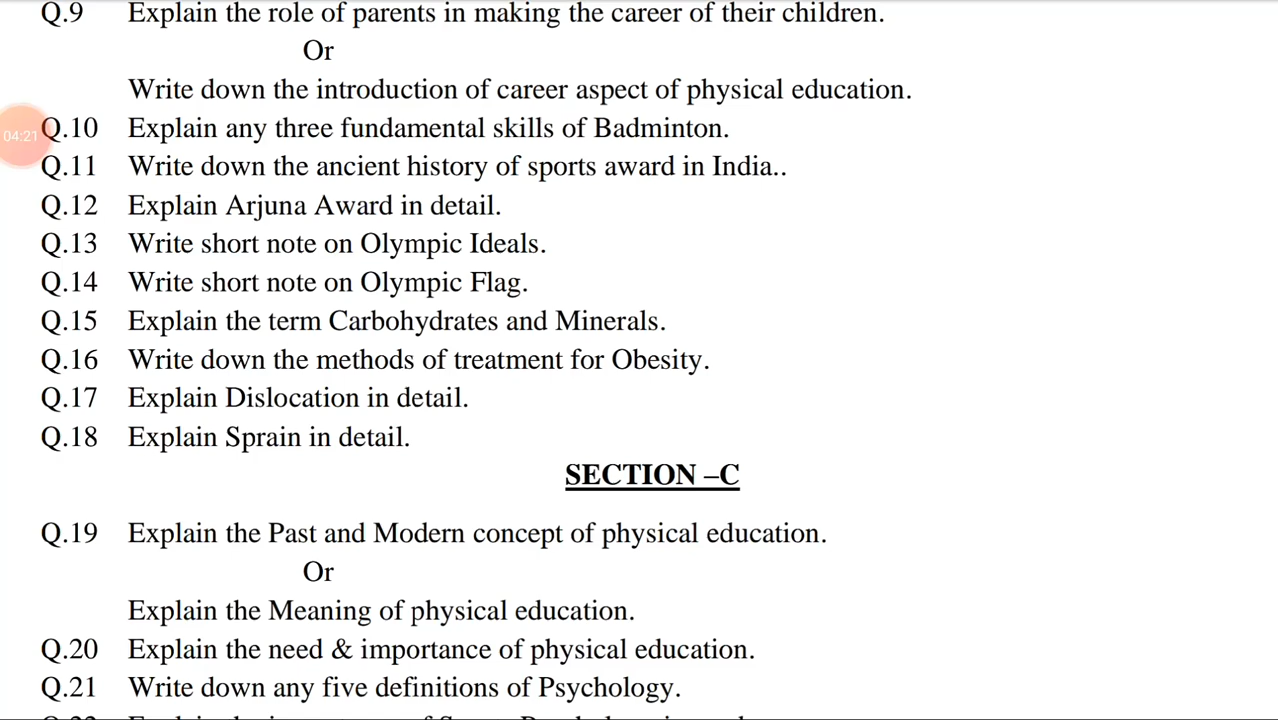 Q.9 Explain the role of parents in making the career of their children.
Or
Write down the introduction of career aspect of physical education.
04:21
Q.10 Explain any three fundamental skills of Badminton.
Q.11 Write down the ancient history of sports award in India..
Q.12 Explain Arjuna Award in detail.
Q.13 Write short note on Olympic Ideals.
Q.14 Write short note on Olympic Flag.
Q.15 Explain the term Carbohydrates and Minerals.
Q.16 Write down the methods of treatment for Obesity.
Q.17 Explain Dislocation in detail.
Q.18 Explain Sprain in detail.
SECTION –C
Q.19 Explain the Past and Modern concept of physical education.
Or
Explain the Meaning of physical education.
Q.20 Explain the need & importance of physical education.
Q.21 Write down any five definitions of Psychology.